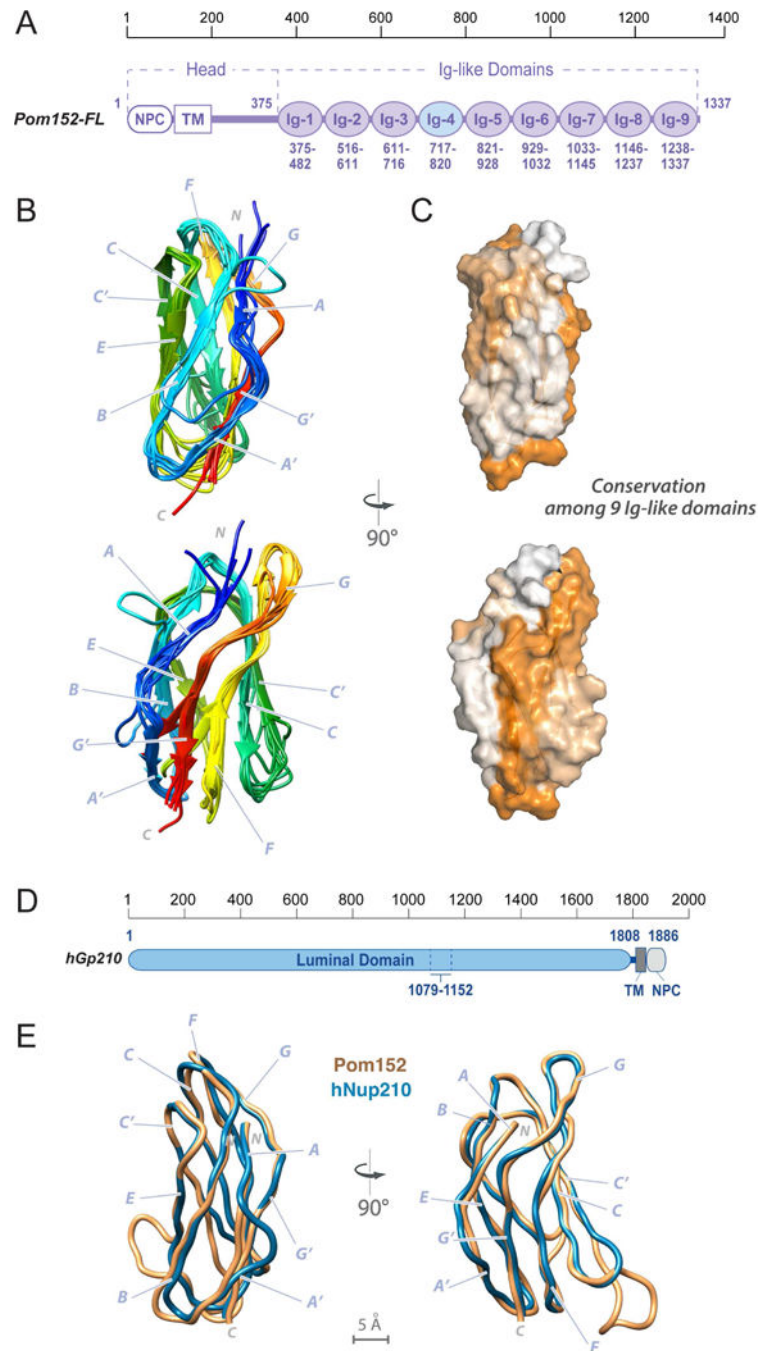 A
1 200 400 600 800 1000 1200 1400
Head Ig-like Domains
1 375 1337
Pom152-FL NPC TM Ig-1 Ig-2 Ig-3 Ig-4 Ig-5 Ig-6 Ig-7 Ig-8 Ig-9
375- 516- 611- 717- 821- 929- 1033- 1146- 1238-
482 611 716 820 928 1032 1145 1237 1337
B
F
N
G
C
C'
A
E
B
G'
A'
C
90°
N
A
G
E
B
C'
C
G'
A'
C
F
C
Conservation
among 9 Ig-like domains
D
1 200 400 600 800 1000 1200 1400 1600 1800 2000
1 1808 1886
hGp210 Luminal Domain
1079-1152 TM NPC
E
Pom152
hNup210
90°
5 Å
F
C
G
C'
N
N
A
E
G'
B
A'
C
G
A
B
N
C'
C
E
G'
A'
C
F